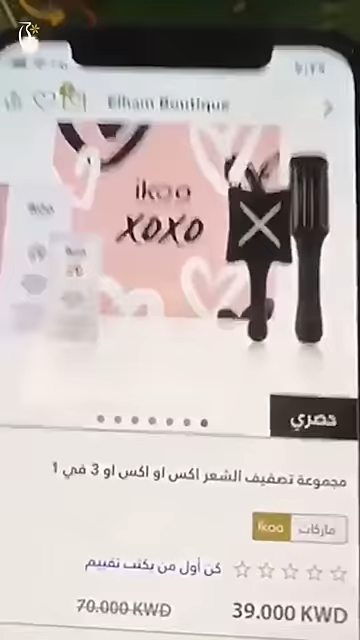 Elham Boutique
ikoo
XOXO
حصري
مجموعة تصفيف الشعر اكس او اكس او 3 في 1
ماركات ikoo
كن أول من يكتب تقييم
70.000 KWD 39.000 KWD